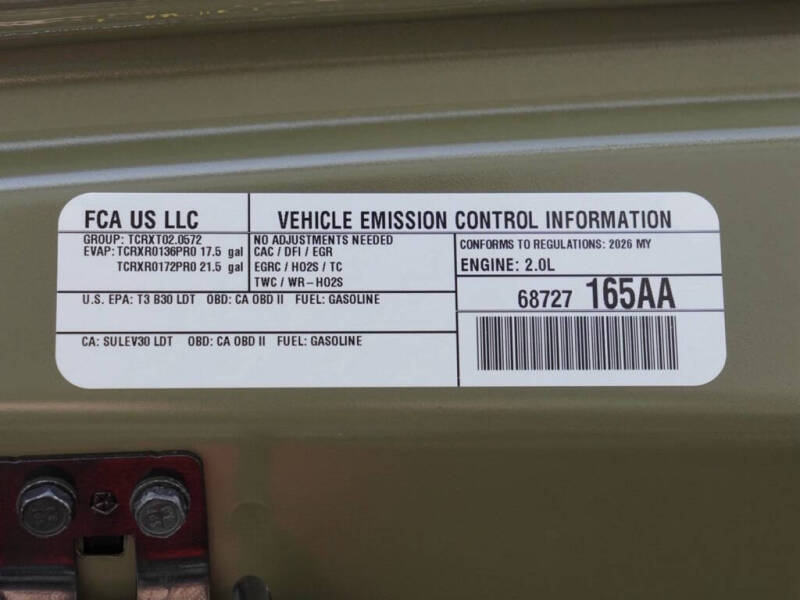 FCA US LLC
VEHICLE EMISSION CONTROL INFORMATION
GROUP: TCRXT02.0572
EVAP: TCRXR0136PR0 17.5 gal
TCRXR0172PR0 21.5 gal
NO ADJUSTMENTS NEEDED
CAC / DFI / EGR
EGRC / HO2S / TC
TWC / WR-HO2S
CONFORMS TO REGULATIONS: 2026 MY
ENGINE: 2.0L
U.S. EPA: T3 B30 LDT OBD: CA OBD II FUEL: GASOLINE
68727 165AA
CA: SULEV30 LDT OBD: CA OBD II FUEL: GASOLINE